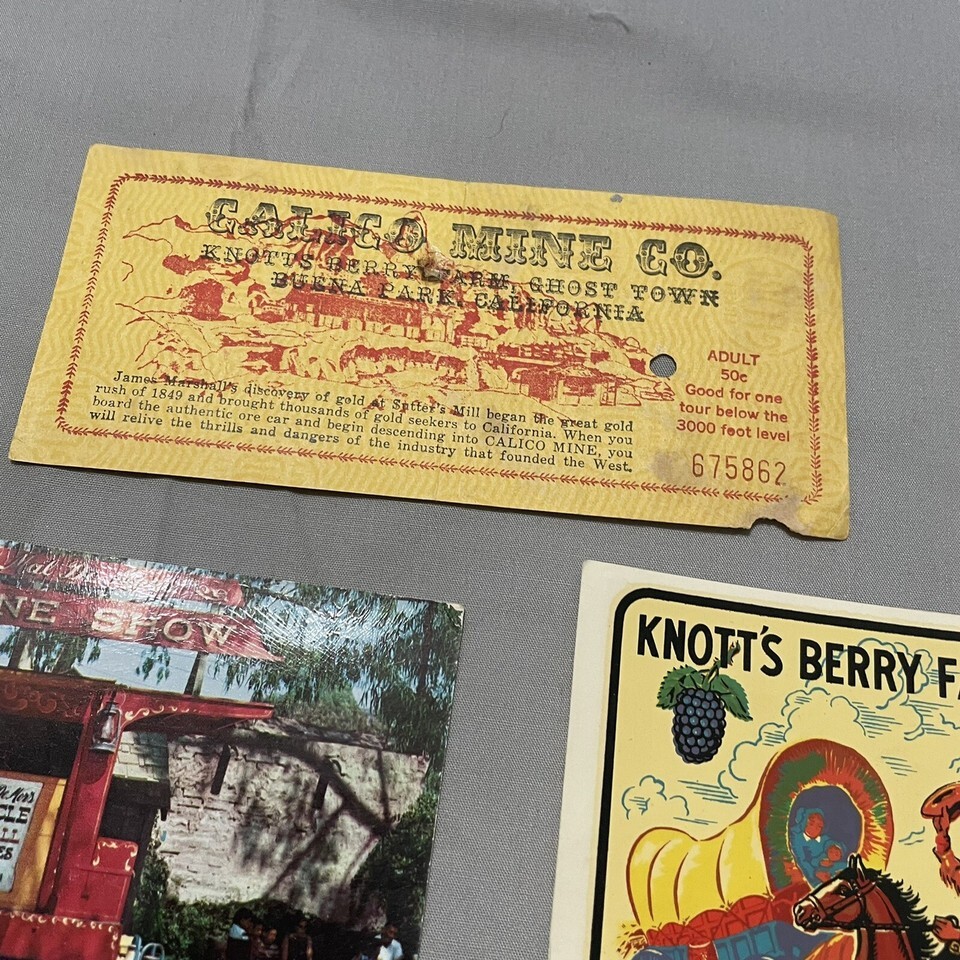 CALICO MINE CO.
KNOTTS BERRY FARM, GHOST TOWN
BUENA PARK, CALIFORNIA
James Marshall's discovery of gold at Sutter's Mill began the great gold
rush of 1849 and brought thousands of gold seekers to California. When you
board the authentic ore car and begin descending into CALICO MINE, you
will relive the thrills and dangers of the industry that founded the West.
ADULT
50c
Good for one
tour below the
3000 foot level
675862
NE SHOW
CLE
KNOTT'S BERRY FA